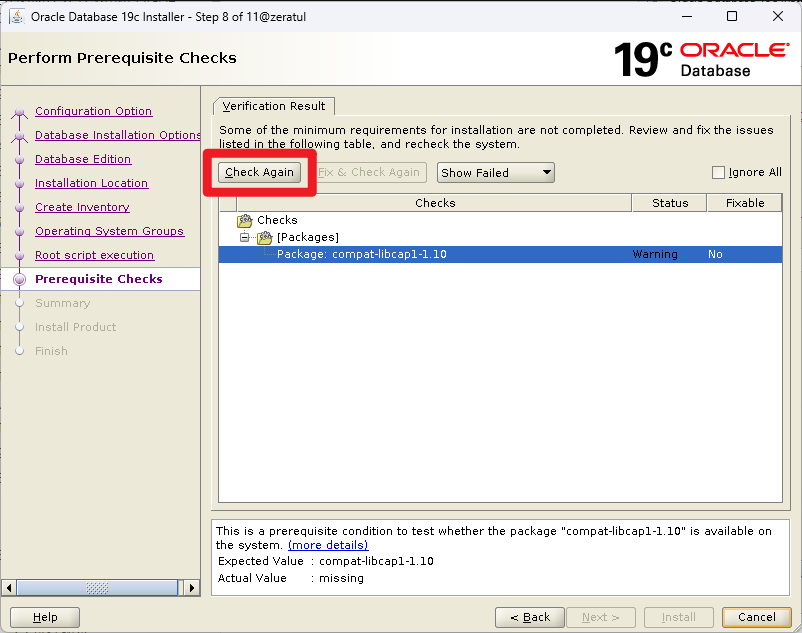 Oracle Database 19c Installer - Step 8 of 11@zeratul
Perform Prerequisite Checks
19c ORACLE
Database
Configuration Option
Database Installation Options
Database Edition
Installation Location
Create Inventory
Operating System Groups
Root script execution
Prerequisite Checks
Summary
Install Product
Finish
Verification Result
Some of the minimum requirements for installation are not completed. Review and fix the issues
listed in the following table, and recheck the system.
Check Again Fix & Check Again Show Failed Ignore All
Checks Status Fixable
Checks
[Packages]
Package: compat-libcap1-1.10 Warning No
This is a prerequisite condition to test whether the package "compat-libcap1-1.10" is available on
the system. (more details)
Expected Value : compat-libcap1-1.10
Actual Value : missing
Help < Back Next > Install Cancel